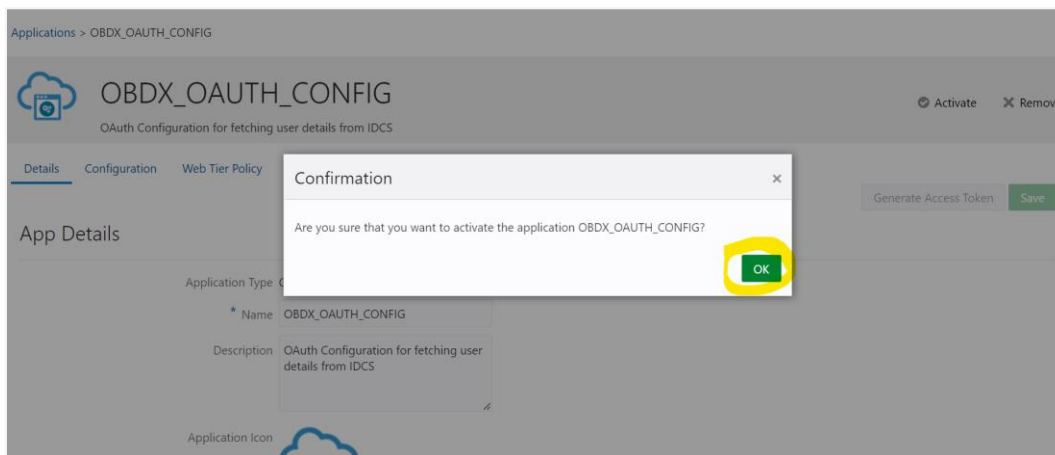 Applications > OBDX_OAUTH_CONFIG
OBDX_OAUTH_CONFIG
OAuth Configuration for fetching user details from IDCS
Activate
Details
Configuration
Web Tier Policy
Confirmation
Generate Access Token
Save
Are you sure that you want to activate the application OBDX_OAUTH_CONFIG?
OK
App Details
Application Type
* Name OBDX_OAUTH_CONFIG
Description OAuth Configuration for fetching user
details from IDCS
Application Icon